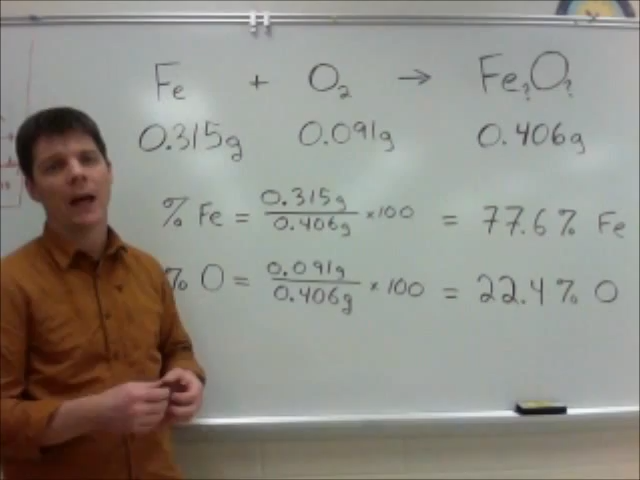 Fe + O₂ → Fe?O?
0.315g 0.091g 0.406g
% Fe = 0.315g / 0.406g × 100 = 77.6% Fe
% O = 0.091g / 0.406g × 100 = 22.4% O